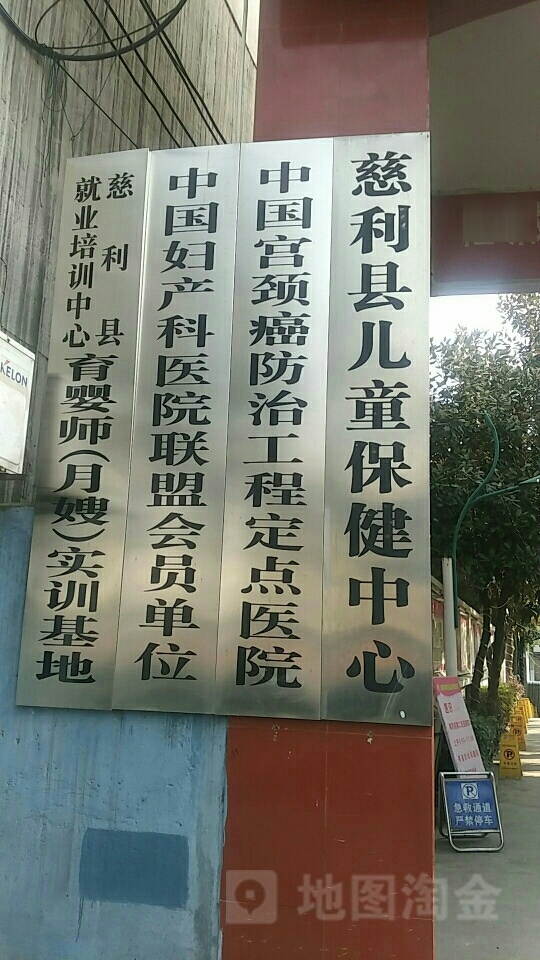 慈利县儿童保健中心
中国宫颈癌防治工程定点医院
中国妇产科医院联盟会员单位
慈利县
就业培训中心育婴师(月嫂)实训基地
KELON
P
急救通道
严禁停车
地图淘金